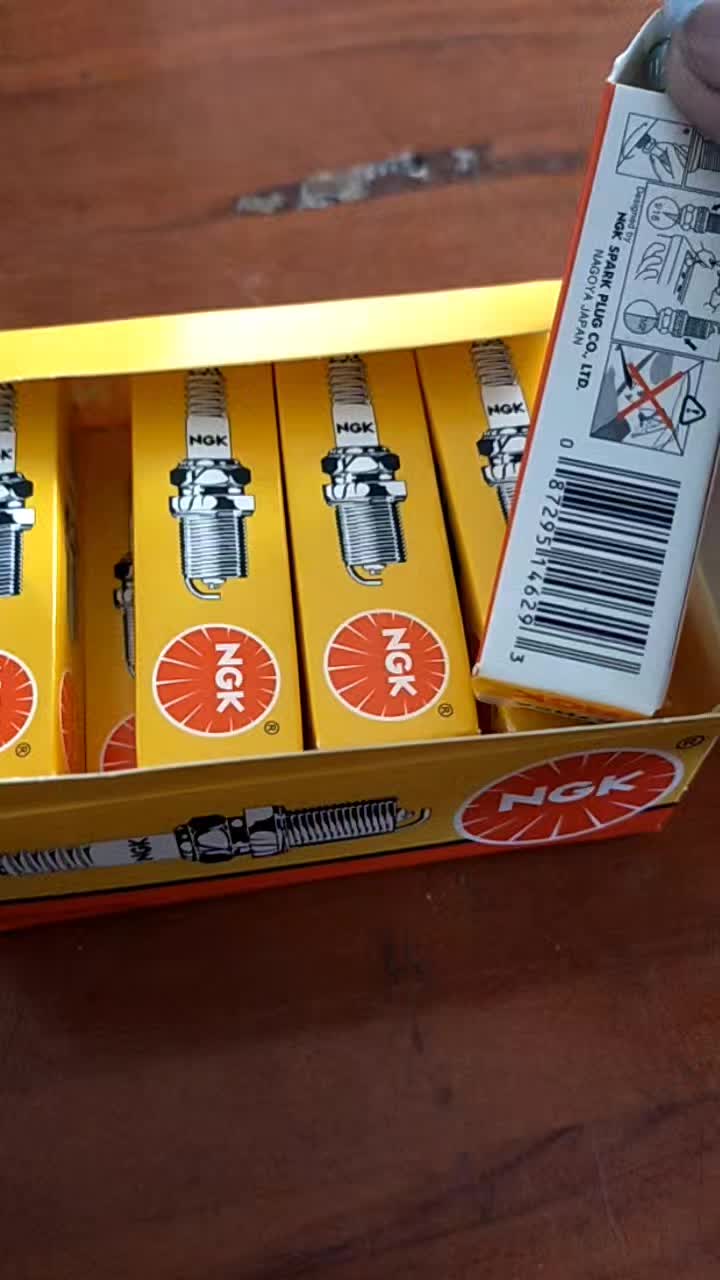 Designed by
NGK SPARK PLUG CO., LTD.
NAGOYA JAPAN
0 87295 14629 3
NGK
NGK
NGK
NGK
NGK ®
NGK ®
NGK
NGK ®